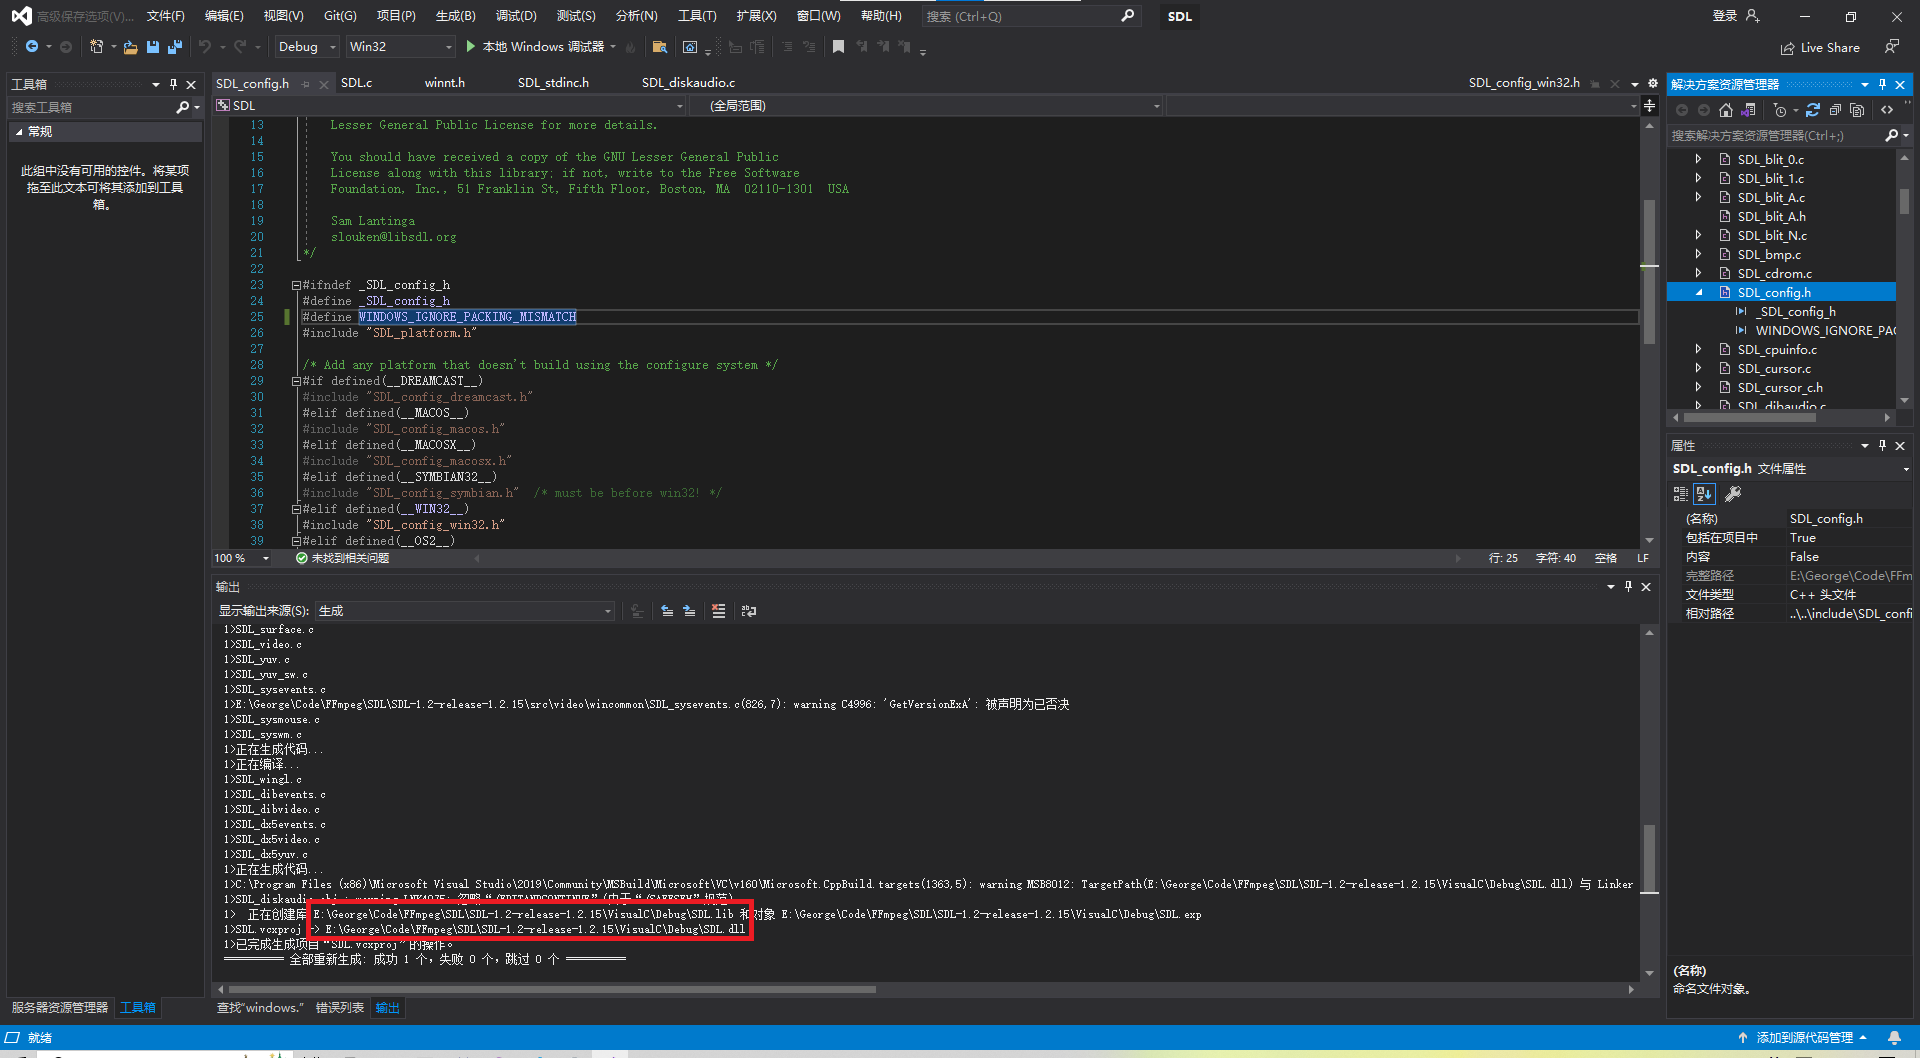 高级保存选项(V)... 文件(F) 编辑(E) 视图(V) Git(G) 项目(P) 生成(B) 调试(D) 测试(S) 分析(N) 工具(T) 扩展(X) 窗口(W) 帮助(H) 搜索 (Ctrl+Q) SDL 登录
Debug Win32 本地 Windows 调试器 Live Share
工具箱
搜索工具箱
常规
此组中没有可用的控件。将某项
拖至此文本可将其添加到工具
箱。
SDL_config.h SDL.c winnt.h SDL_stdinc.h SDL_diskaudio.c SDL_config_win32.h
SDL (全局范围)
13 Lesser General Public License for more details.
14
15 You should have received a copy of the GNU Lesser General Public
16 License along with this library; if not, write to the Free Software
17 Foundation, Inc., 51 Franklin St, Fifth Floor, Boston, MA  02110-1301  USA
18
19 Sam Lantinga
20 slouken@libsdl.org
21 */
22
23 #ifndef _SDL_config_h
24 #define _SDL_config_h
25 #define WINDOWS_IGNORE_PACKING_MISMATCH
26 #include "SDL_platform.h"
27
28 /* Add any platform that doesn't build using the configure system */
29 #if defined(__DREAMCAST__)
30 #include "SDL_config_dreamcast.h"
31 #elif defined(__MACOS__)
32 #include "SDL_config_macos.h"
33 #elif defined(__MACOSX__)
34 #include "SDL_config_macosx.h"
35 #elif defined(__SYMBIAN32__)
36 #include "SDL_config_symbian.h"  /* must be before win32! */
37 #elif defined(__WIN32__)
38 #include "SDL_config_win32.h"
39 #elif defined(__OS2__)
100 % 未找到相关问题 行: 25 字符: 40 空格 LF
输出
显示输出来源(S): 生成
1>SDL_surface.c
1>SDL_video.c
1>SDL_yuv.c
1>SDL_yuv_sw.c
1>SDL_sysevents.c
1>E:\George\Code\FFmpeg\SDL\SDL-1.2-release-1.2.15\src\video\wincommon\SDL_sysevents.c(826,7): warning C4996: 'GetVersionExA': 被声明为已否决
1>SDL_sysmouse.c
1>SDL_syswm.c
1>正在生成代码...
1>正在编译...
1>SDL_wingl.c
1>SDL_dibevents.c
1>SDL_dibvideo.c
1>SDL_dx5events.c
1>SDL_dx5video.c
1>SDL_dx5yuv.c
1>正在生成代码...
1>C:\Program Files (x86)\Microsoft Visual Studio\2019\Community\MSBuild\Microsoft\VC\v160\Microsoft.CppBuild.targets(1363,5): warning MSB8012: TargetPath(E:\George\Code\FFmpeg\SDL\SDL-1.2-release-1.2.15\VisualC\Debug\SDL.dll) 与 Linker
1>SDL_diskaudio.obj : warning LNK4075: 忽略“/EDITANDCONTINUE”(由于“/SAFESEH”规范)
1>  正在创建库 E:\George\Code\FFmpeg\SDL\SDL-1.2-release-1.2.15\VisualC\Debug\SDL.lib 和对象 E:\George\Code\FFmpeg\SDL\SDL-1.2-release-1.2.15\VisualC\Debug\SDL.exp
1>SDL.vcxproj -> E:\George\Code\FFmpeg\SDL\SDL-1.2-release-1.2.15\VisualC\Debug\SDL.dll
1>已完成生成项目“SDL.vcxproj”的操作。
========== 全部重新生成: 成功 1 个，失败 0 个，跳过 0 个 ==========
解决方案资源管理器
搜索解决方案资源管理器(Ctrl+;)
SDL_blit_0.c
SDL_blit_1.c
SDL_blit_A.c
SDL_blit_A.h
SDL_blit_N.c
SDL_bmp.c
SDL_cdrom.c
SDL_config.h
_SDL_config_h
WINDOWS_IGNORE_PAC
SDL_cpuinfo.c
SDL_cursor.c
SDL_cursor_c.h
SDL_dibaudio.c
属性
SDL_config.h 文件属性
(名称) SDL_config.h
包括在项目中 True
内容 False
完整路径 E:\George\Code\FFm
文件类型 C++ 头文件
相对路径 ..\..\include\SDL_confi
(名称)
命名文件对象。
服务器资源管理器 工具箱 查找"windows." 错误列表 输出
就绪 添加到源代码管理